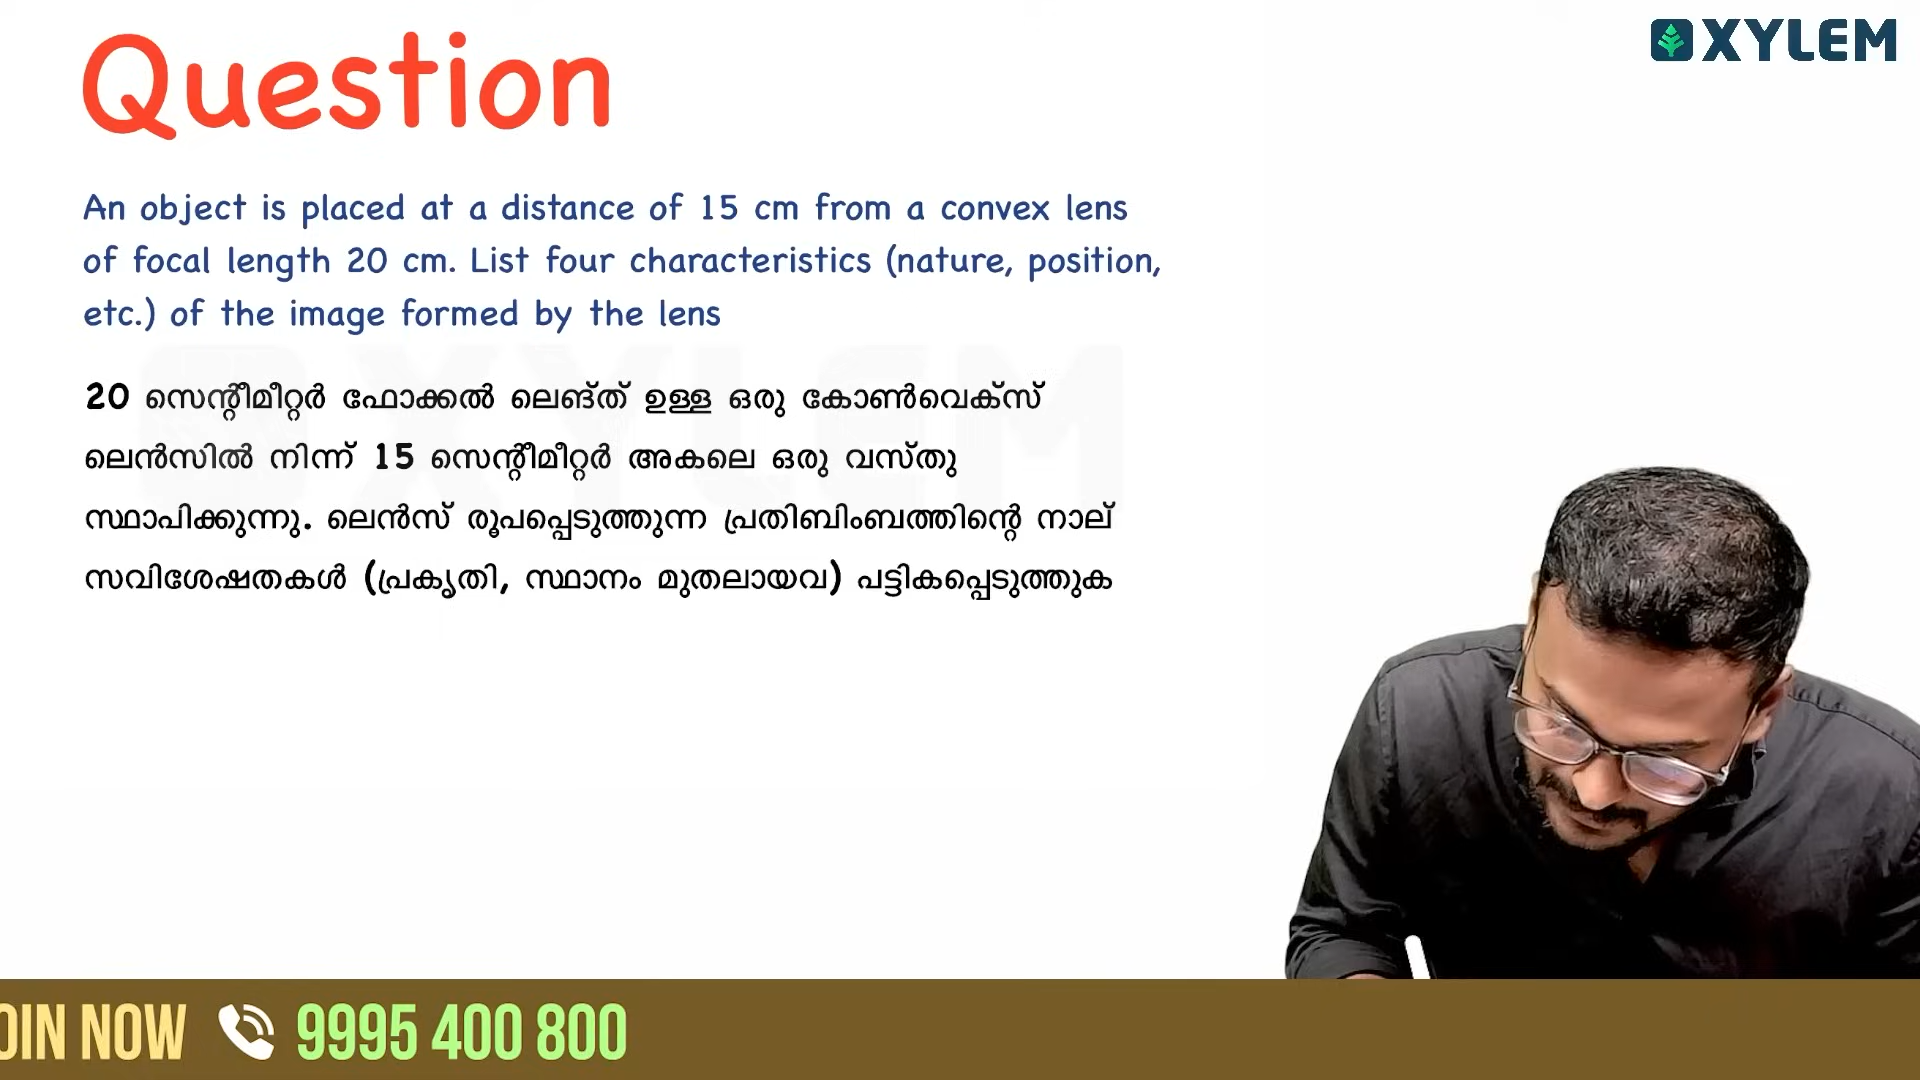 Question
XYLEM
An object is placed at a distance of 15 cm from a convex lens
of focal length 20 cm. List four characteristics (nature, position,
etc.) of the image formed by the lens
20 സെന്റീമീറ്റർ ഫോക്കൽ ലെങ്ത് ഉള്ള ഒരു കോൺവെക്സ്
ലെൻസിൽ നിന്ന് 15 സെന്റീമീറ്റർ അകലെ ഒരു വസ്തു
സ്ഥാപിക്കുന്നു. ലെൻസ് രൂപപ്പെടുത്തുന്ന പ്രതിബിംബത്തിന്റെ നാല്
സവിശേഷതകൾ (പ്രകൃതി, സ്ഥാനം മുതലായവ) പട്ടികപ്പെടുത്തുക
XYLEM
OIN NOW 9995 400 800